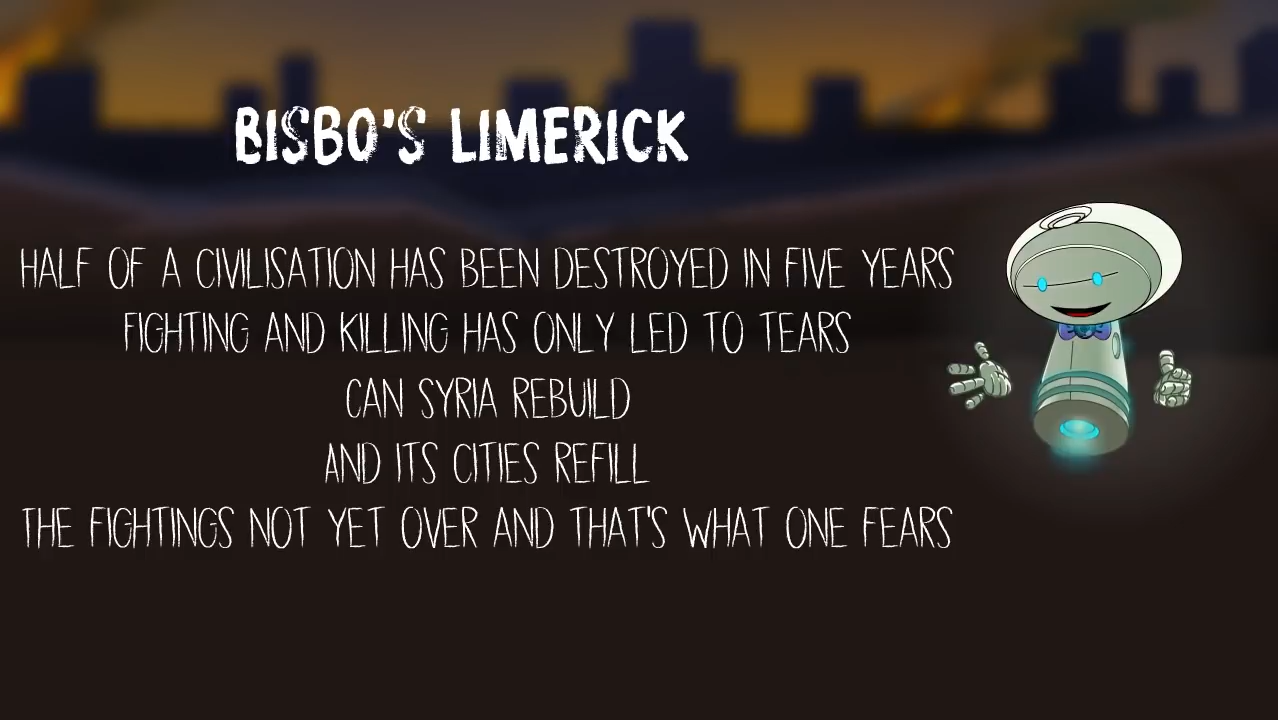 BISBO'S LIMERICK
HALF OF A CIVILISATION HAS BEEN DESTROYED IN FIVE YEARS
FIGHTING AND KILLING HAS ONLY LED TO TEARS
CAN SYRIA REBUILD
AND ITS CITIES REFILL
THE FIGHTINGS NOT YET OVER AND THAT'S WHAT ONE FEARS